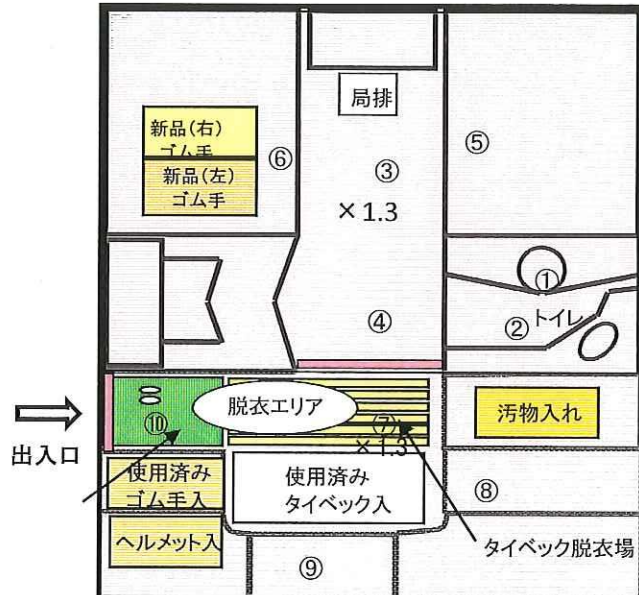 局排
新品(右)
ゴム手
新品(左)
ゴム手
⑥
③
× 1.3
⑤
①
②
トイレ
④
出入口
⑩
脱衣エリア
⑦
× 1.3
汚物入れ
使用済み
ゴム手入
使用済み
タイベック入
⑧
ヘルメット入
⑨
タイベック脱衣場